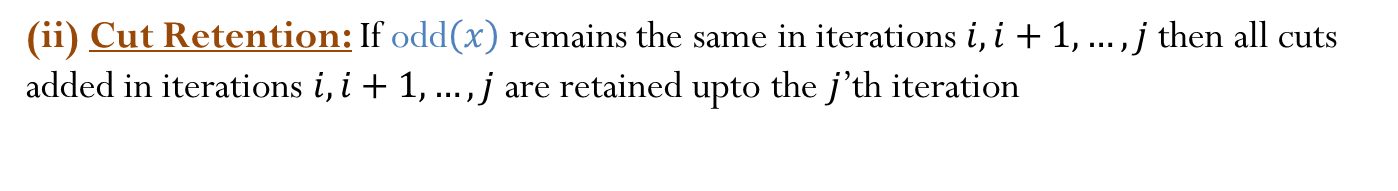 (ii) Cut Retention: If odd(x) remains the same in iterations i, i + 1, … , j then all cuts
added in iterations i, i + 1, … , j are retained upto the j’th iteration